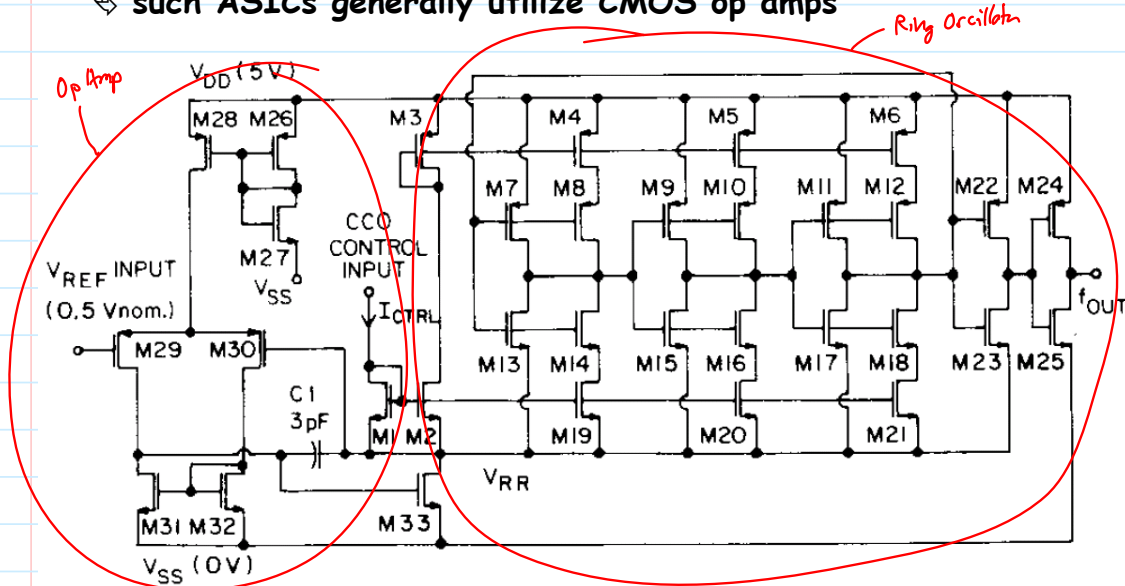 such ASICs generally utilize CMOS op amps
Ring Orcillator
Op Amp
VDD (5V)
M28 M26
M3
M4
M5
M6
M7
M8
M9
M10
M11
M12
M22
M24
M27
VSS
CCO
CONTROL
INPUT
ICTRL
VREF INPUT
(0.5 Vnom.)
M29
M30
fOUT
M13
M14
M15
M16
M17
M18
M23
M25
C1
3pF
M1
M2
M19
M20
M21
VRR
M31 M32
M33
VSS (0V)